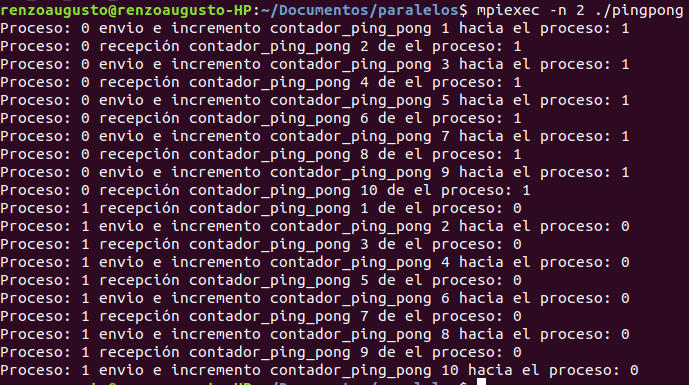 renzoaugusto@renzoaugusto-HP:~/Documentos/paralelos$ mpiexec -n 2 ./pingpong
Proceso: 0 envio e incremento contador_ping_pong 1 hacia el proceso: 1
Proceso: 0 recepción contador_ping_pong 2 de el proceso: 1
Proceso: 0 envio e incremento contador_ping_pong 3 hacia el proceso: 1
Proceso: 0 recepción contador_ping_pong 4 de el proceso: 1
Proceso: 0 envio e incremento contador_ping_pong 5 hacia el proceso: 1
Proceso: 0 recepción contador_ping_pong 6 de el proceso: 1
Proceso: 0 envio e incremento contador_ping_pong 7 hacia el proceso: 1
Proceso: 0 recepción contador_ping_pong 8 de el proceso: 1
Proceso: 0 envio e incremento contador_ping_pong 9 hacia el proceso: 1
Proceso: 0 recepción contador_ping_pong 10 de el proceso: 1
Proceso: 1 recepción contador_ping_pong 1 de el proceso: 0
Proceso: 1 envio e incremento contador_ping_pong 2 hacia el proceso: 0
Proceso: 1 recepción contador_ping_pong 3 de el proceso: 0
Proceso: 1 envio e incremento contador_ping_pong 4 hacia el proceso: 0
Proceso: 1 recepción contador_ping_pong 5 de el proceso: 0
Proceso: 1 envio e incremento contador_ping_pong 6 hacia el proceso: 0
Proceso: 1 recepción contador_ping_pong 7 de el proceso: 0
Proceso: 1 envio e incremento contador_ping_pong 8 hacia el proceso: 0
Proceso: 1 recepción contador_ping_pong 9 de el proceso: 0
Proceso: 1 envio e incremento contador_ping_pong 10 hacia el proceso: 0